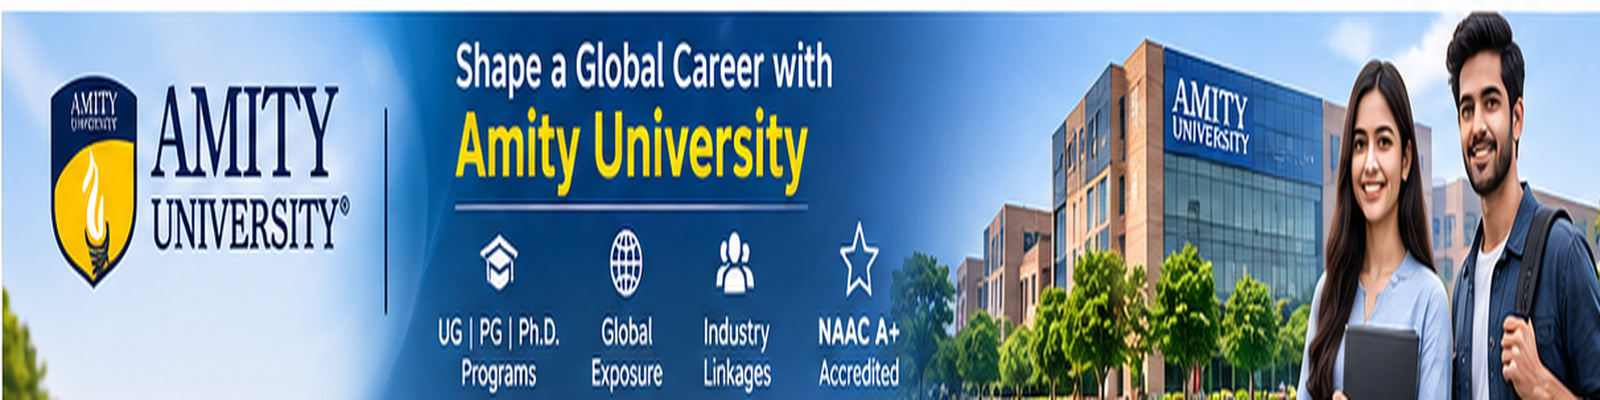 AMITY
UNIVERSITY
AMITY
UNIVERSITY®
Shape a Global Career with
Amity University
UG | PG | Ph.D.
Programs
Global
Exposure
Industry
Linkages
NAAC A+
Accredited
AMITY
UNIVERSITY